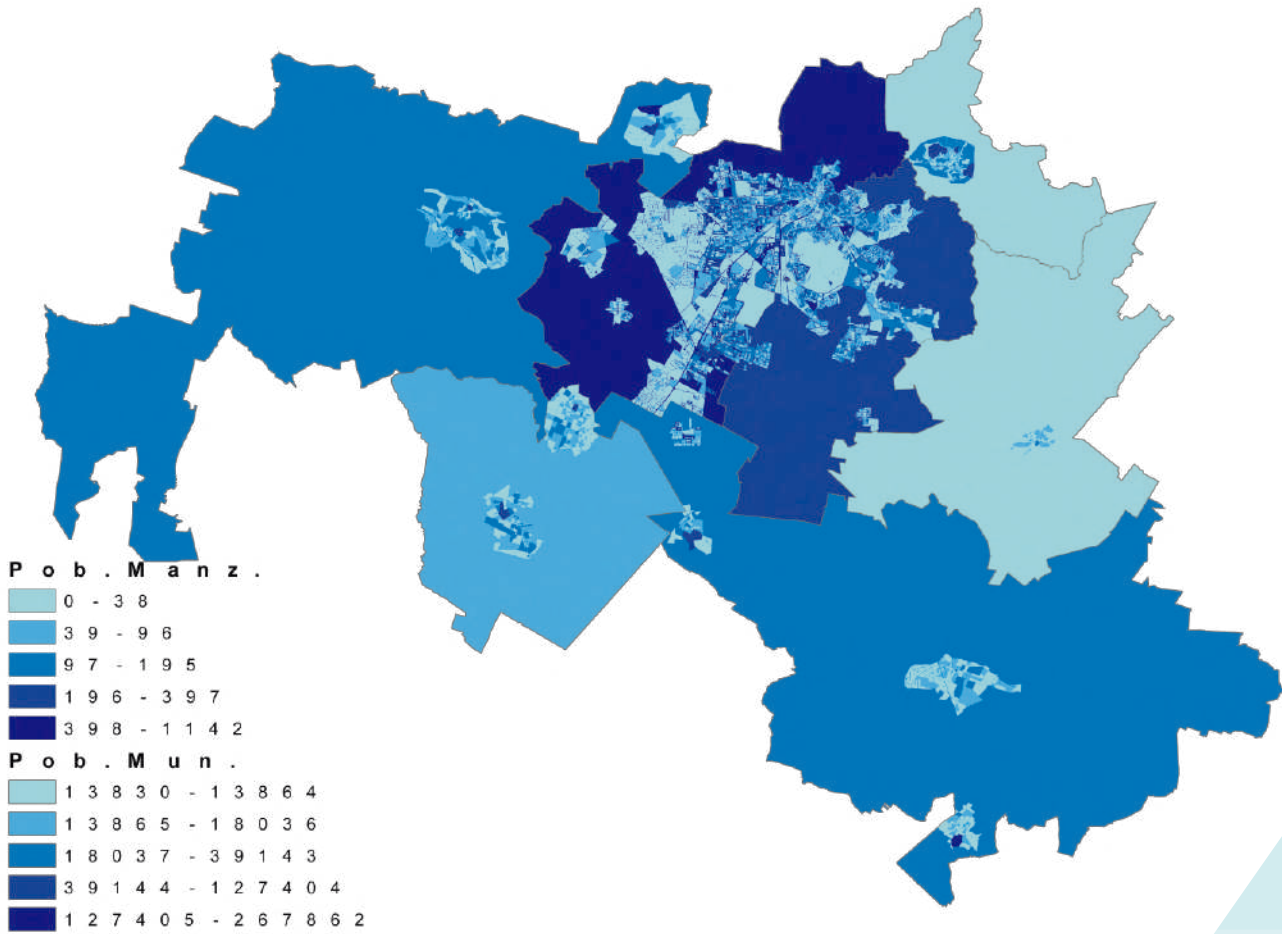 Pob. Manz.
0 - 38
39 - 96
97 - 195
196 - 397
398 - 1142
Pob. Mun.
13830 - 13864
13865 - 18036
18037 - 39143
39144 - 127404
127405 - 267862